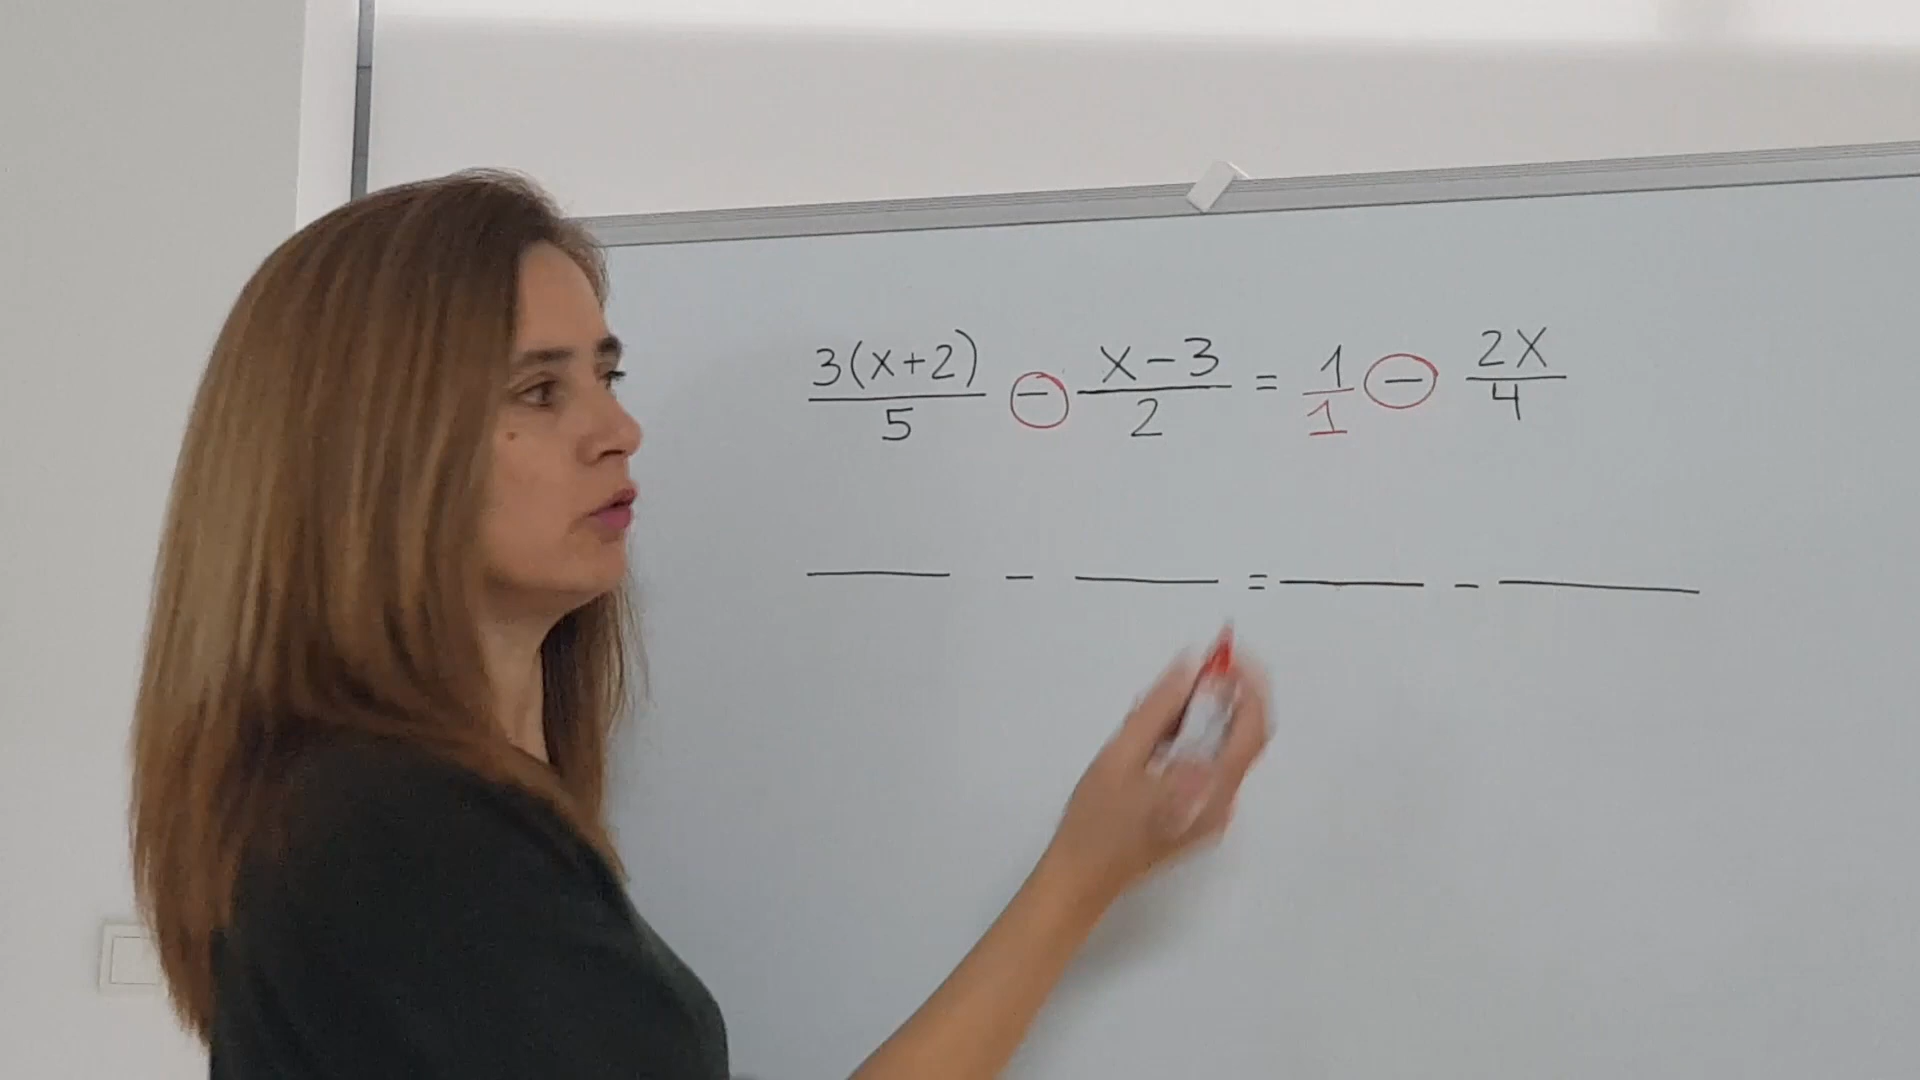 3(x+2)/5 - x-3/2 = 1/1 - 2x/4
____ - ____ = ____ - ____